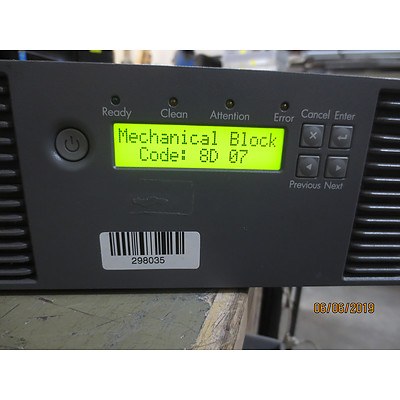 Ready Clean Attention Error Cancel Enter
Mechanical Block
Code: 8D 07
Previous Next
298035
06/06/2019